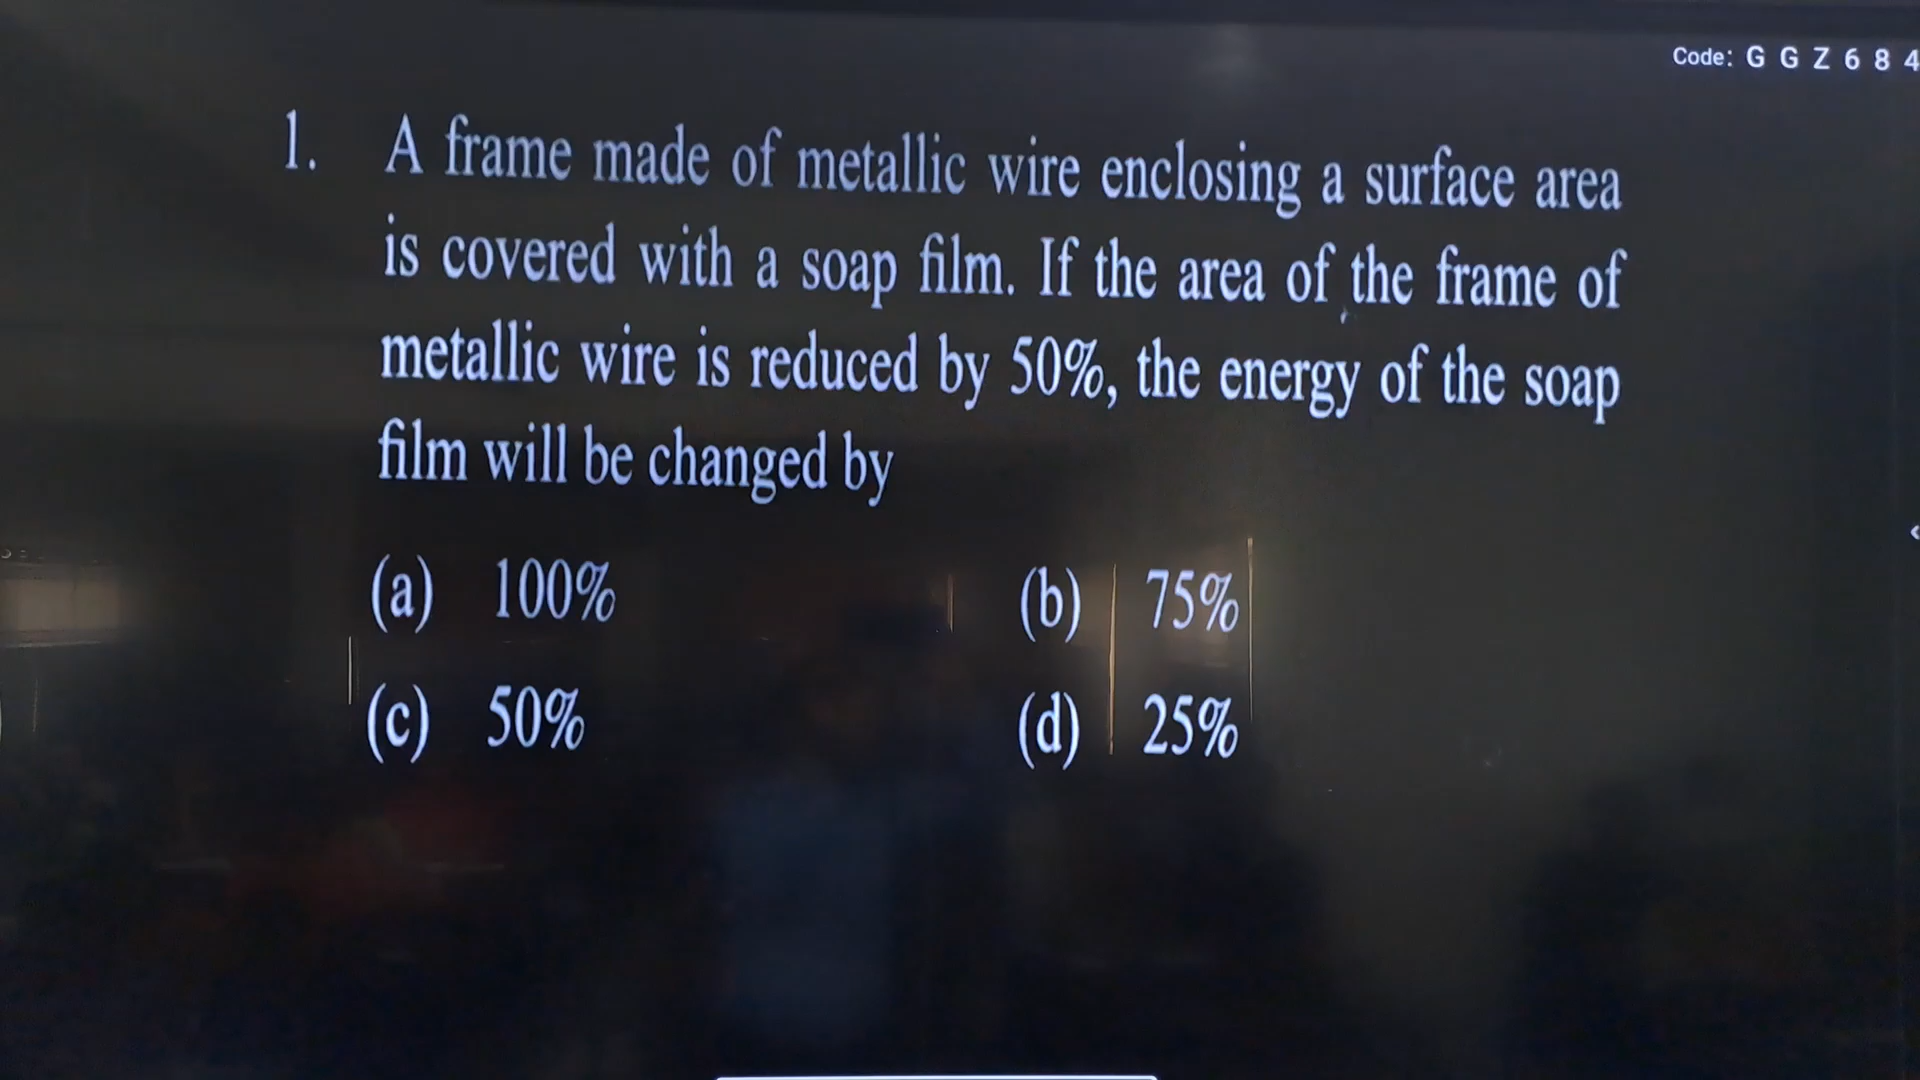 Code: G G Z 6 8 4
1. A frame made of metallic wire enclosing a surface area
is covered with a soap film. If the area of the frame of
metallic wire is reduced by 50%, the energy of the soap
film will be changed by
(a) 100% (b) 75%
(c) 50% (d) 25%